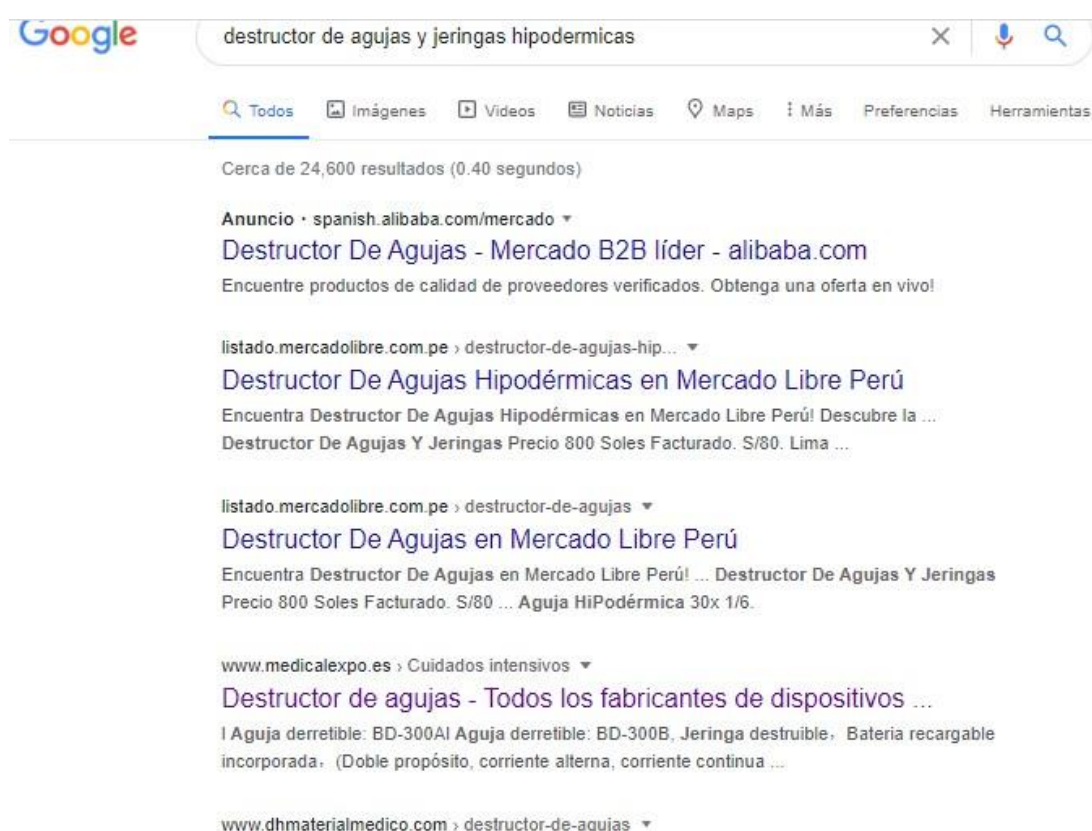 Google
destructor de agujas y jeringas hipodermicas
Todos Imágenes Videos Noticias Maps Más Preferencias Herramientas
Cerca de 24,600 resultados (0.40 segundos)
Anuncio · spanish.alibaba.com/mercado
Destructor De Agujas - Mercado B2B líder - alibaba.com
Encuentre productos de calidad de proveedores verificados. Obtenga una oferta en vivo!
listado.mercadolibre.com.pe › destructor-de-agujas-hip...
Destructor De Agujas Hipodérmicas en Mercado Libre Perú
Encuentra Destructor De Agujas Hipodérmicas en Mercado Libre Perú! Descubre la ...
Destructor De Agujas Y Jeringas Precio 800 Soles Facturado. S/80. Lima ...
listado.mercadolibre.com.pe › destructor-de-agujas
Destructor De Agujas en Mercado Libre Perú
Encuentra Destructor De Agujas en Mercado Libre Perú! ... Destructor De Agujas Y Jeringas
Precio 800 Soles Facturado. S/80 ... Aguja HiPodérmica 30x 1/6.
www.medicalexpo.es › Cuidados intensivos
Destructor de agujas - Todos los fabricantes de dispositivos ...
l Aguja derretible: BD-300Al Aguja derretible: BD-300B, Jeringa destruible，Bateria recargable
incorporada，(Doble propósito, corriente alterna, corriente continua ...
www.dhmaterialmedico.com › destructor-de-agujas